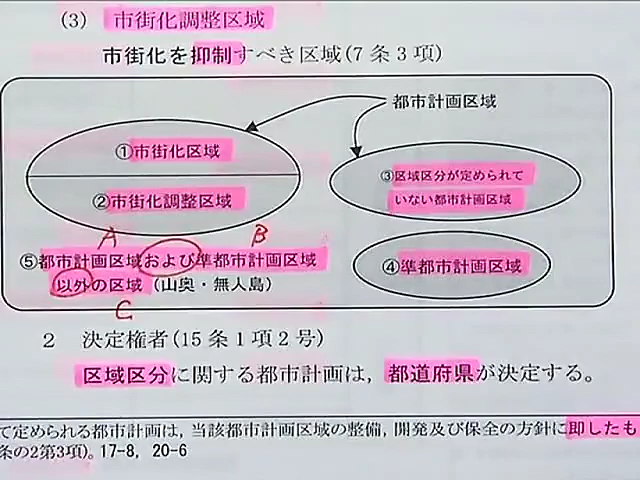 (3) 市街化調整区域
市街化を抑制すべき区域(7条3項)
都市計画区域
①市街化区域
②市街化調整区域
③区域区分が定められて
いない都市計画区域
A B
⑤都市計画区域および準都市計画区域
以外の区域(山奥・無人島)
C
④準都市計画区域
2 決定権者(15条1項2号)
区域区分に関する都市計画は，都道府県が決定する。
て定められる都市計画は，当該都市計画区域の整備，開発及び保全の方針に即したも
条の2第3項)。17-8，20-6